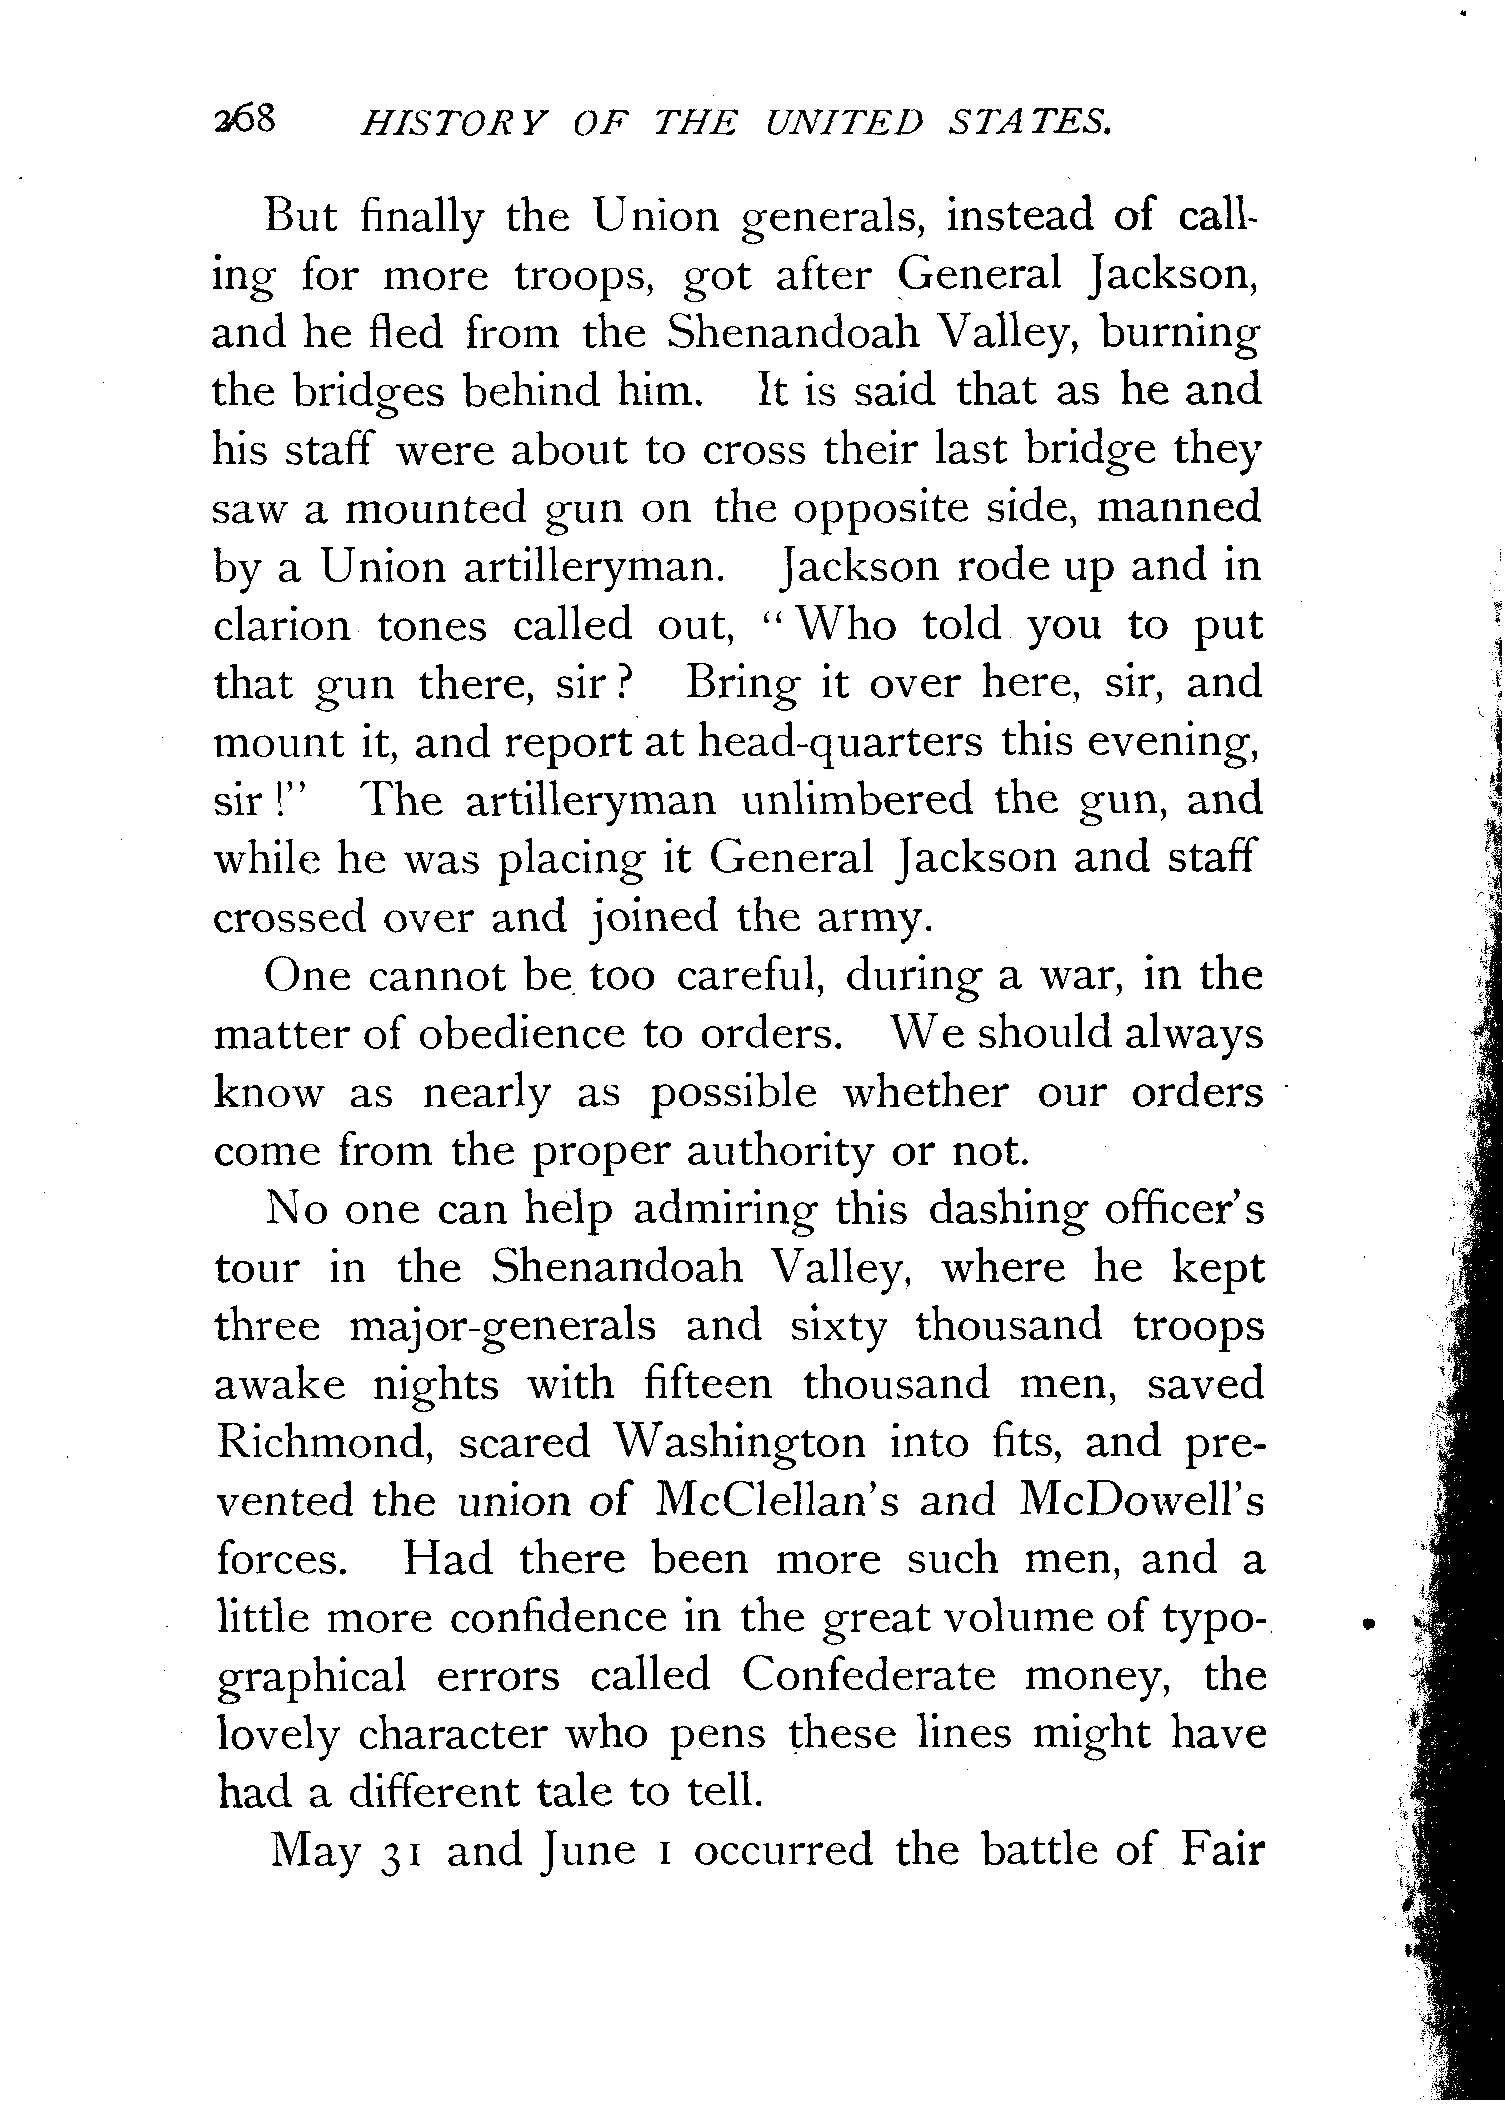 268 HISTORY OF THE UNITED STATES.
But finally the Union generals, instead of call-
ing for more troops, got after General Jackson,
and he fled from the Shenandoah Valley, burning
the bridges behind him. It is said that as he and
his staff were about to cross their last bridge they
saw a mounted gun on the opposite side, manned
by a Union artilleryman. Jackson rode up and in
clarion tones called out, “Who told you to put
that gun there, sir? Bring it over here, sir, and
mount it, and report at head-quarters this evening,
sir!” The artilleryman unlimbered the gun, and
while he was placing it General Jackson and staff
crossed over and joined the army.
One cannot be too careful, during a war, in the
matter of obedience to orders. We should always
know as nearly as possible whether our orders
come from the proper authority or not.
No one can help admiring this dashing officer's
tour in the Shenandoah Valley, where he kept
three major-generals and sixty thousand troops
awake nights with fifteen thousand men, saved
Richmond, scared Washington into fits, and pre-
vented the union of McClellan's and McDowell's
forces. Had there been more such men, and a
little more confidence in the great volume of typo-
graphical errors called Confederate money, the
lovely character who pens these lines might have
had a different tale to tell.
May 31 and June 1 occurred the battle of Fair